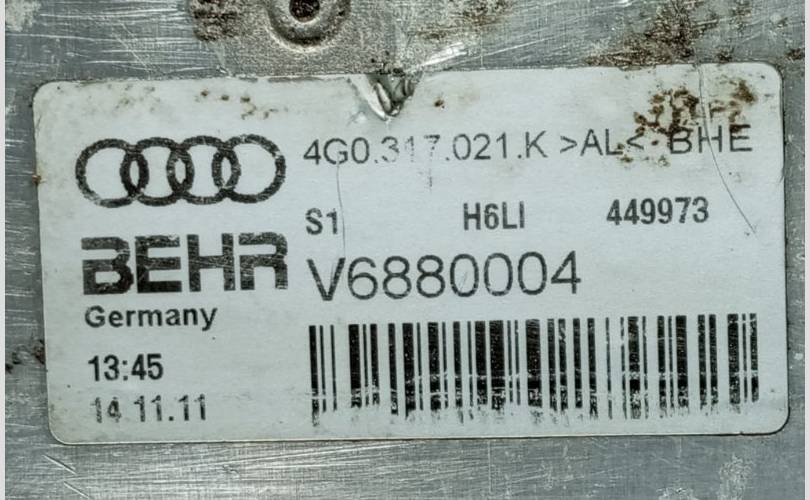 4G0.317.021.K >AL< BHE
S1 H6LI 449973
BEHR
V6880004
Germany
13:45
14.11.11